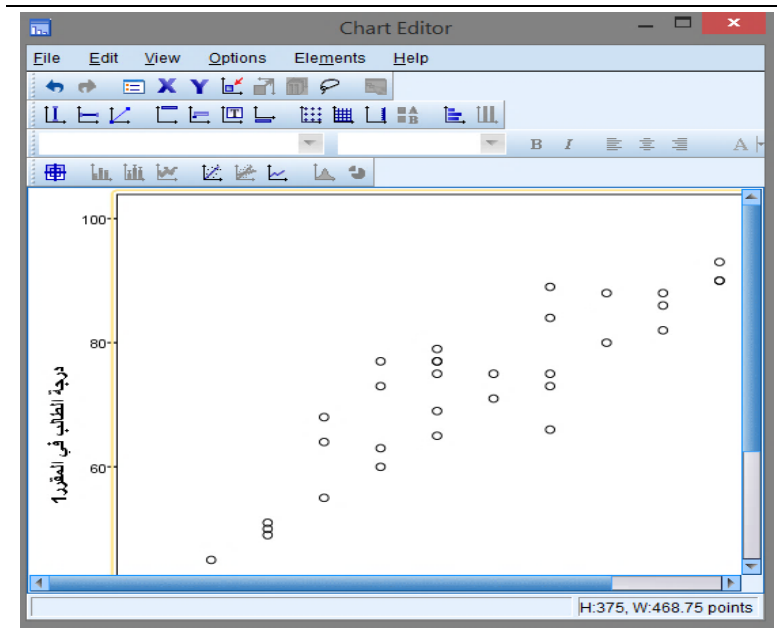 Chart Editor
File Edit View Options Elements Help
X Y
B I A
100
80
60
درجة الطالب في المقرر1
H:375, W:468.75 points